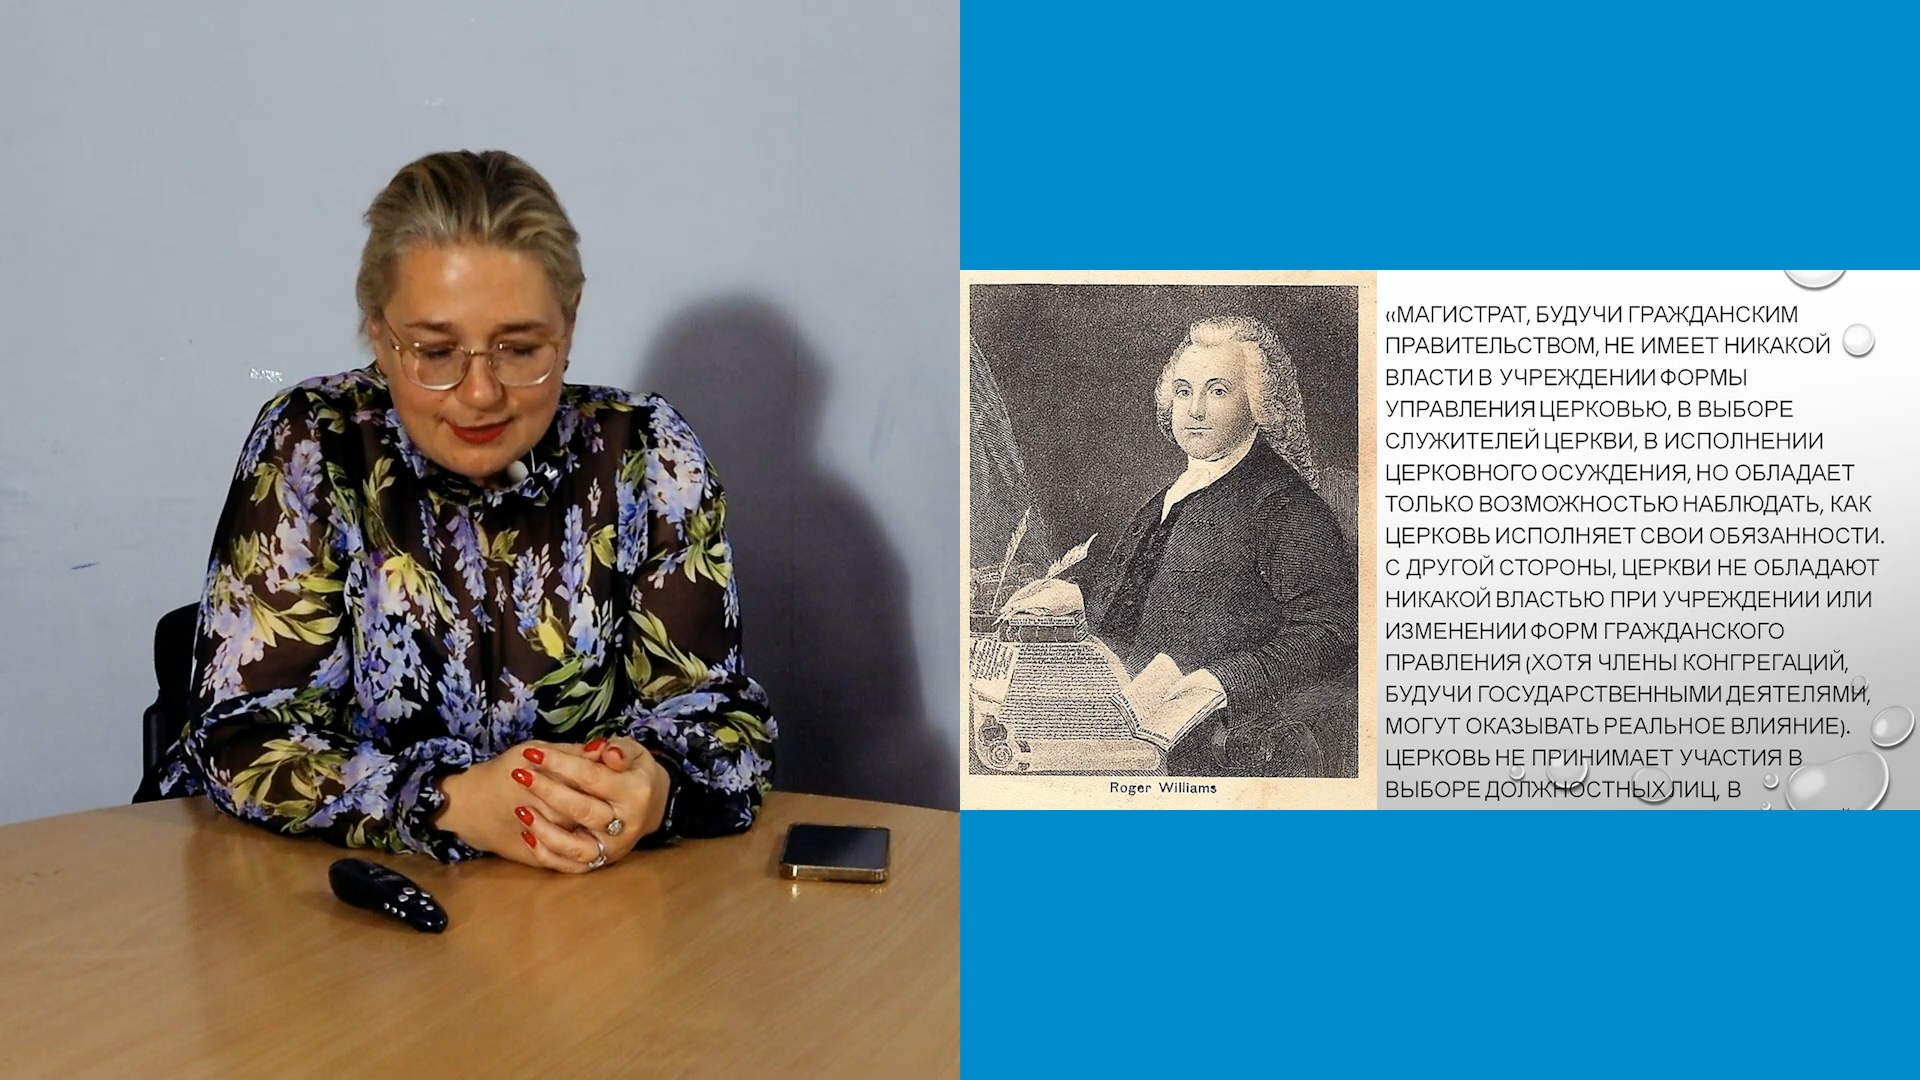 Roger Williams
«МАГИСТРАТ, БУДУЧИ ГРАЖДАНСКИМ
ПРАВИТЕЛЬСТВОМ, НЕ ИМЕЕТ НИКАКОЙ
ВЛАСТИ В УЧРЕЖДЕНИИ ФОРМЫ
УПРАВЛЕНИЯ ЦЕРКОВЬЮ, В ВЫБОРЕ
СЛУЖИТЕЛЕЙ ЦЕРКВИ, В ИСПОЛНЕНИИ
ЦЕРКОВНОГО ОСУЖДЕНИЯ, НО ОБЛАДАЕТ
ТОЛЬКО ВОЗМОЖНОСТЬЮ НАБЛЮДАТЬ, КАК
ЦЕРКОВЬ ИСПОЛНЯЕТ СВОИ ОБЯЗАННОСТИ.
С ДРУГОЙ СТОРОНЫ, ЦЕРКВИ НЕ ОБЛАДАЮТ
НИКАКОЙ ВЛАСТЬЮ ПРИ УЧРЕЖДЕНИИ ИЛИ
ИЗМЕНЕНИИ ФОРМ ГРАЖДАНСКОГО
ПРАВЛЕНИЯ (ХОТЯ ЧЛЕНЫ КОНГРЕГАЦИЙ,
БУДУЧИ ГОСУДАРСТВЕННЫМИ ДЕЯТЕЛЯМИ,
МОГУТ ОКАЗЫВАТЬ РЕАЛЬНОЕ ВЛИЯНИЕ).
ЦЕРКОВЬ НЕ ПРИНИМАЕТ УЧАСТИЯ В
ВЫБОРЕ ДОЛЖНОСТНЫХ ЛИЦ, В